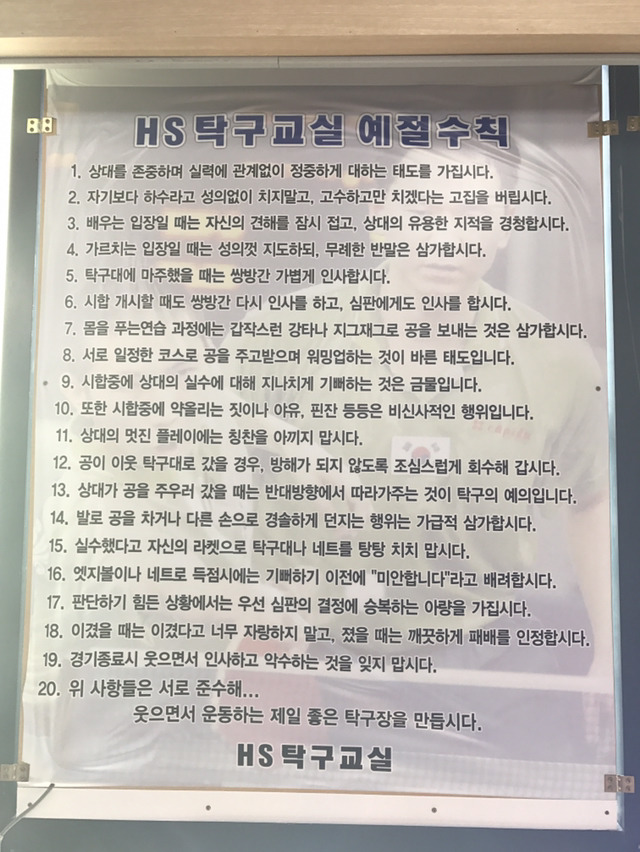 HS탁구교실 예절수칙
1. 상대를 존중하며 실력에 관계없이 정중하게 대하는 태도를 가집시다.
2. 자기보다 하수라고 성의없이 치지말고, 고수하고만 치겠다는 고집을 버립시다.
3. 배우는 입장일 때는 자신의 견해를 잠시 접고, 상대의 유용한 지적을 경청합시다.
4. 가르치는 입장일 때는 성의껏 지도하되, 무례한 반말은 삼가합시다.
5. 탁구대에 마주했을 때는 쌍방간 가볍게 인사합시다.
6. 시합 개시할 때도 쌍방간 다시 인사를 하고, 심판에게도 인사를 합시다.
7. 몸을 푸는연습 과정에는 갑작스런 강타나 지그재그로 공을 보내는 것은 삼가합시다.
8. 서로 일정한 코스로 공을 주고받으며 워밍업하는 것이 바른 태도입니다.
9. 시합중에 상대의 실수에 대해 지나치게 기뻐하는 것은 금물입니다.
10. 또한 시합중에 약올리는 짓이나 야유, 핀잔 등등은 비신사적인 행위입니다.
11. 상대의 멋진 플레이에는 칭찬을 아끼지 맙시다.
12. 공이 이웃 탁구대로 갔을 경우, 방해가 되지 않도록 조심스럽게 회수해 갑시다.
13. 상대가 공을 주우러 갔을 때는 반대방향에서 따라가주는 것이 탁구의 예의입니다.
14. 발로 공을 차거나 다른 손으로 경솔하게 던지는 행위는 가급적 삼가합시다.
15. 실수했다고 자신의 라켓으로 탁구대나 네트를 탕탕 치치 맙시다.
16. 엣지볼이나 네트로 득점시에는 기뻐하기 이전에 "미안합니다"라고 배려합시다.
17. 판단하기 힘든 상황에서는 우선 심판의 결정에 승복하는 아량을 가집시다.
18. 이겼을 때는 이겼다고 너무 자랑하지 말고, 졌을 때는 깨끗하게 패배를 인정합시다.
19. 경기종료시 웃으면서 인사하고 악수하는 것을 잊지 맙시다.
20. 위 사항들은 서로 준수해...
웃으면서 운동하는 제일 좋은 탁구장을 만듭시다.
HS탁구교실